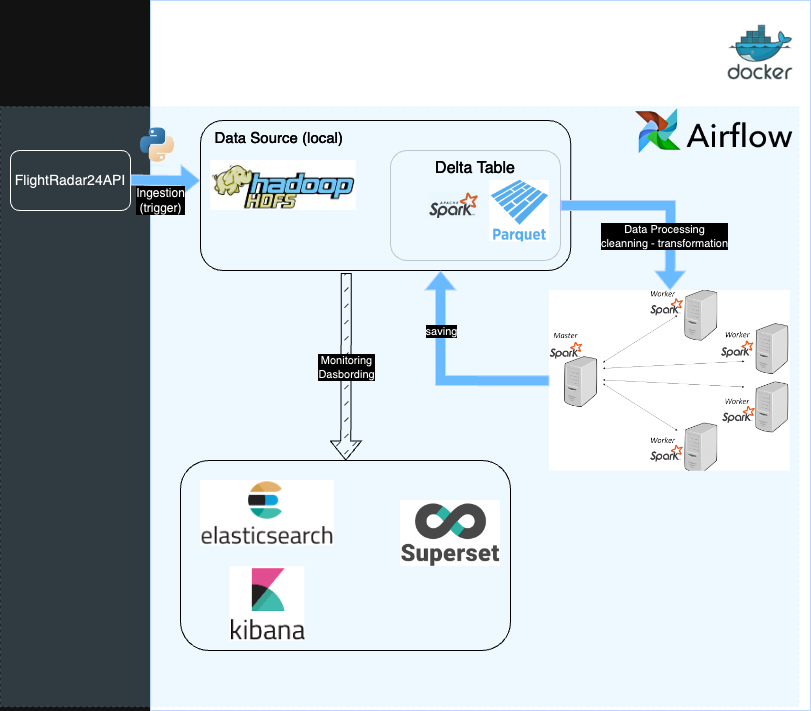 docker
Airflow
Data Source (local)
FlightRadar24API
Ingestion
(trigger)
hadoop
HDFS
Delta Table
APACHE
Spark
Parquet
Data Processing
cleanning - transformation
Worker
Spark
Master
Spark
Worker
Spark
Worker
Spark
Worker
Spark
saving
Monitoring
Dasbording
elasticsearch
Superset
kibana